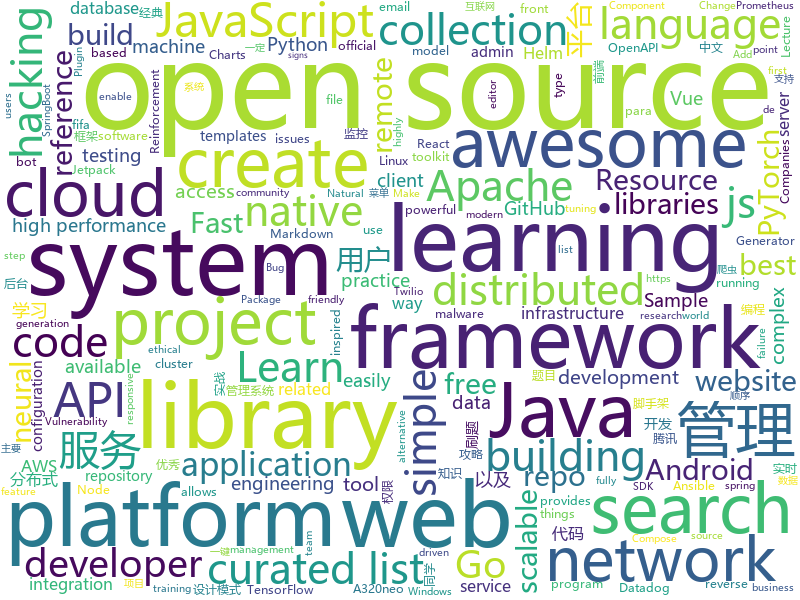 open source
system
learning
framework
library
platform
web
Java
管理
project
awesome
search
network
cloud
create
JavaScript
collection
language
hacking
native
distributed
Apache
developer
curated list
building
API
code
Learn
服务
application
simple
js
build
reference
remote
平台
PyTorch
Resource
libraries
best
repo
website
Android
free
Go
scalable
Fast
neural
用户
engineering
tool
high performance
testing
access
client
GitHub
practice
way
Sample
infrastructure
development
easily
available
data
machine
Python
database
经典
email
互联网
front
Component
Change
Prometheus
一定
Plugin
based
official
model
Charts
admin
Helm
OpenAPI
中文
point
Lecture
signs
Add
users
SpringBoot
enable
file
type
editor
Vue
para
前端
first
支持
de
highly
server
Companies
Reinforcement
templates
issues
监控
React
系统
fifa
框架
software
Linux
toolkit
bot
Jetpack
community
Natural
菜单
Make
powerful
tuning
step
Markdown
use
modern
list
Generator
complex
后台
Bug
爬虫
https
Package
friendly
Twilio
running
学习
malware
inspired
research
world
编程
generation
ethical
failure
cluster
responsive
configuration
related
题目
Vulnerability
实战
管理系统
alternative
刷题
脚手架
顺序
主要
优秀
腾讯
开发
攻略
以及
知识
代码
实时
AWS
repository
Node
integration
分布式
权限
SDK
Ansible
数据
feature
allows
service
provides
things
spring
fully
Compose
source
一键
management
driven
team
项目
training
设计模式
TensorFlow
同学
Windows
A320neo
program
Datadog
reverse
business